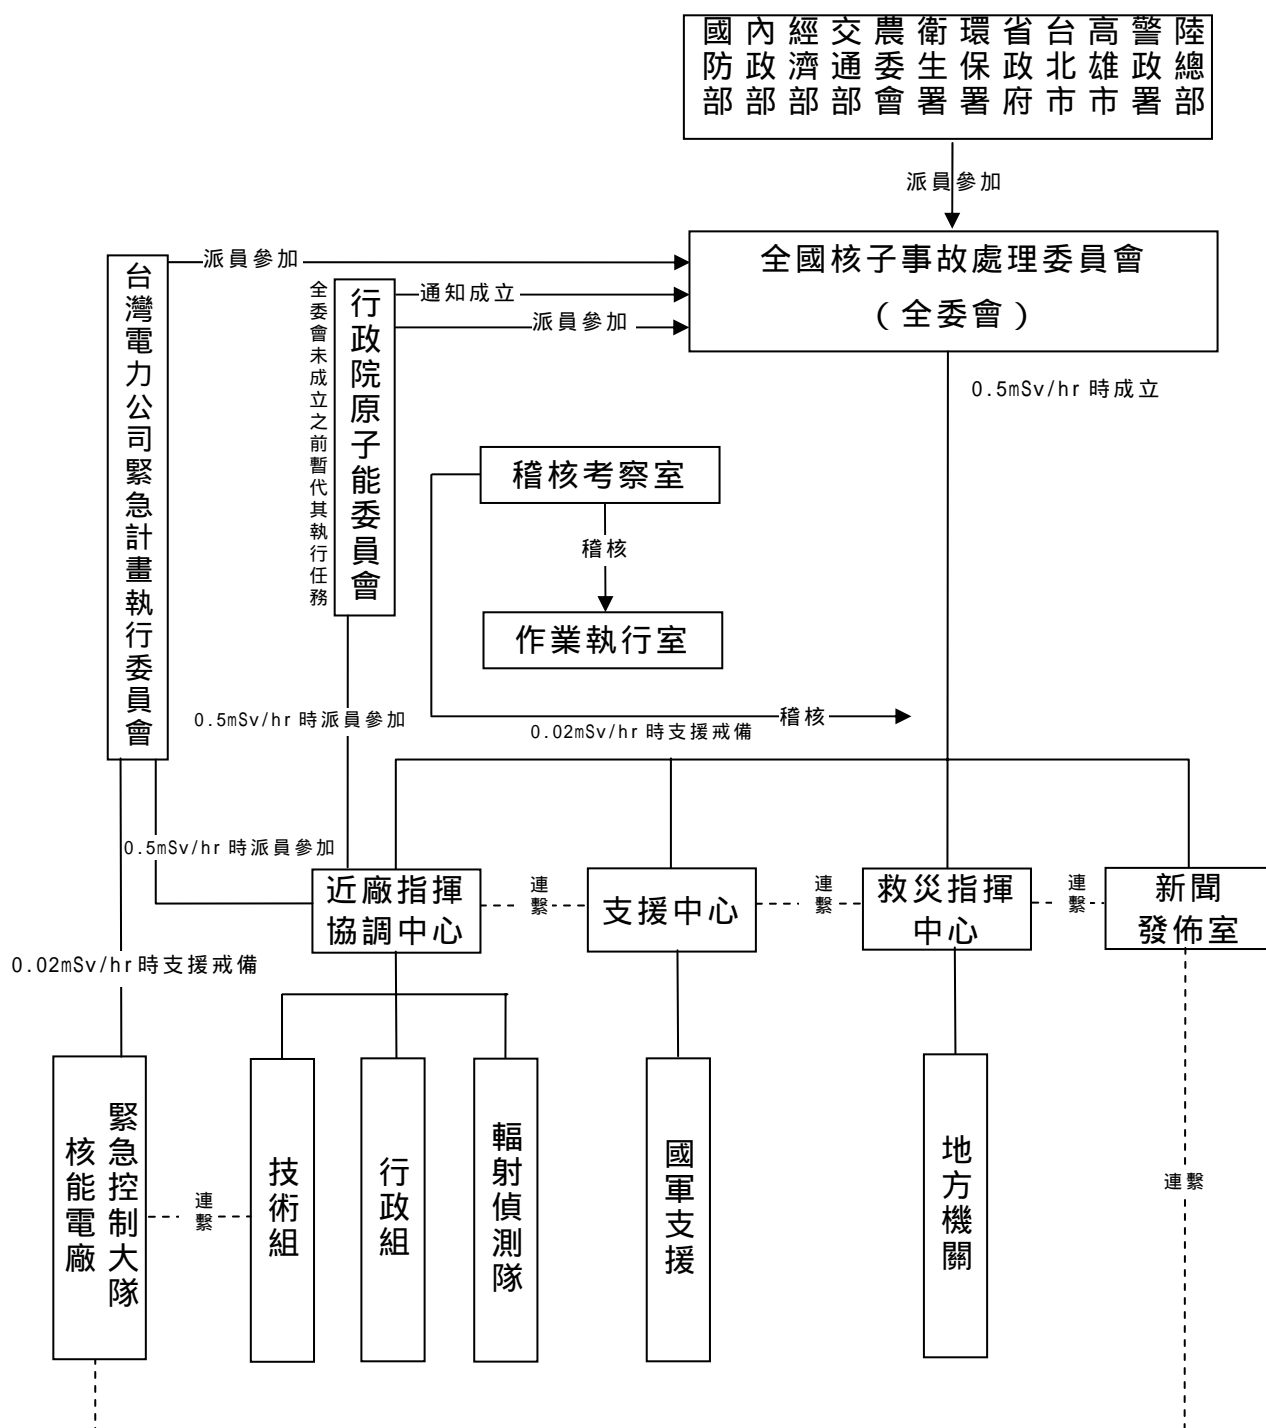 國防部
內政部
經濟部
交通部
農委會
衛生署
環保署
省政府
台北市
高雄市
警政署
陸總部
派員參加
全國核子事故處理委員會
（全委會）
0.5mSv/hr 時成立
台灣電力公司緊急計畫執行委員會
派員參加
全委會未成立之前暫代其執行任務
行政院原子能委員會
通知成立
派員參加
稽核考察室
稽核
作業執行室
稽核
0.5mSv/hr 時派員參加
0.02mSv/hr 時支援戒備
0.5mSv/hr 時派員參加
近廠指揮
協調中心
連繫
支援中心
連繫
救災指揮
中心
連繫
新聞
發佈室
0.02mSv/hr 時支援戒備
核能電廠
緊急控制大隊
連繫
技術組
行政組
輻射偵測隊
國軍支援
地方機關
連繫